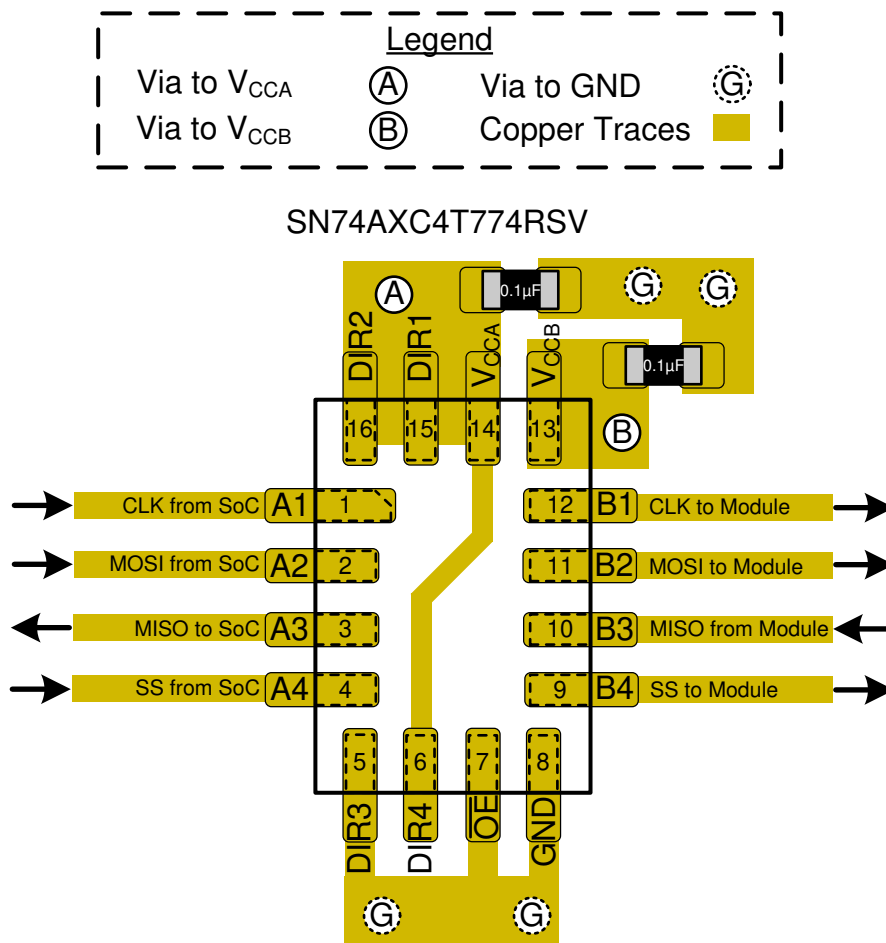 Legend
Via to VCCA A Via to GND G
Via to VCCB B Copper Traces
SN74AXC4T774RSV
A 0.1µF G G
DIR2 DIR1 VCCA VCCB 0.1µF
16 15 14 13 B
CLK from SoC A1 1 12 B1 CLK to Module
MOSI from SoC A2 2 11 B2 MOSI to Module
MISO to SoC A3 3 10 B3 MISO from Module
SS from SoC A4 4 9 B4 SS to Module
5 6 7 8
DIR3 DIR4 OE GND
G G